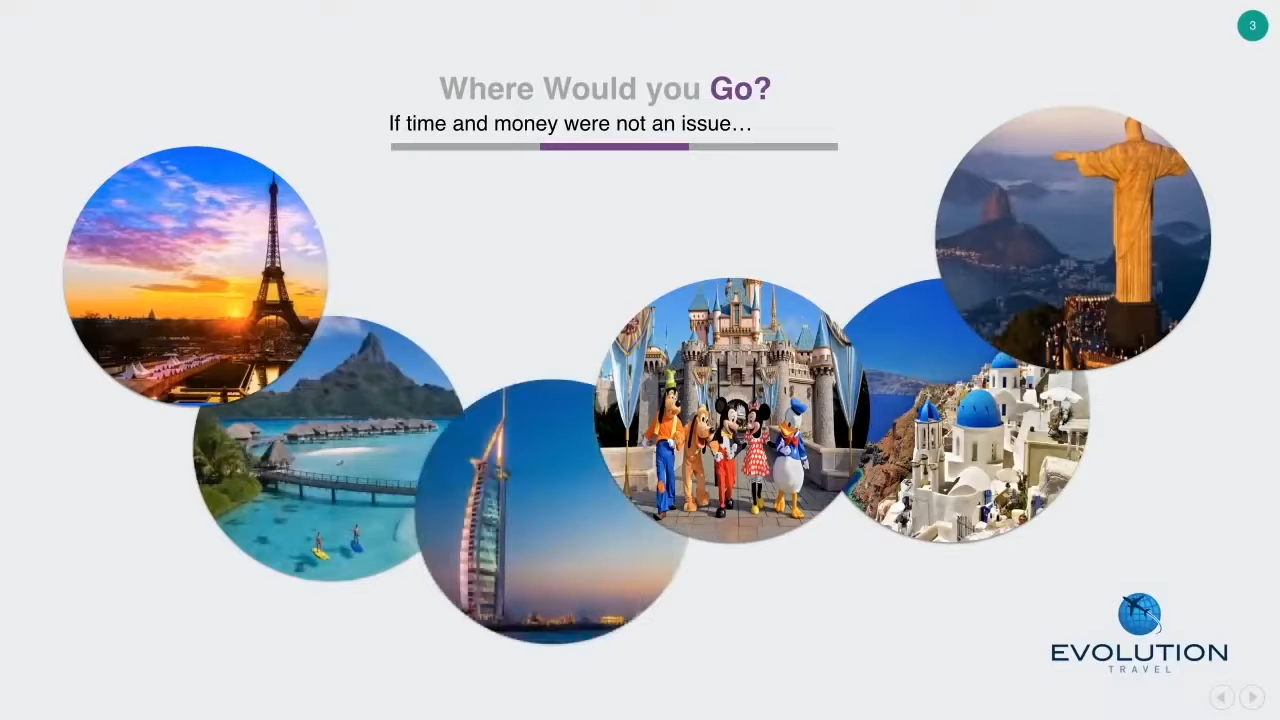 3
Where Would you Go?
If time and money were not an issue…
EVOLUTION
TRAVEL